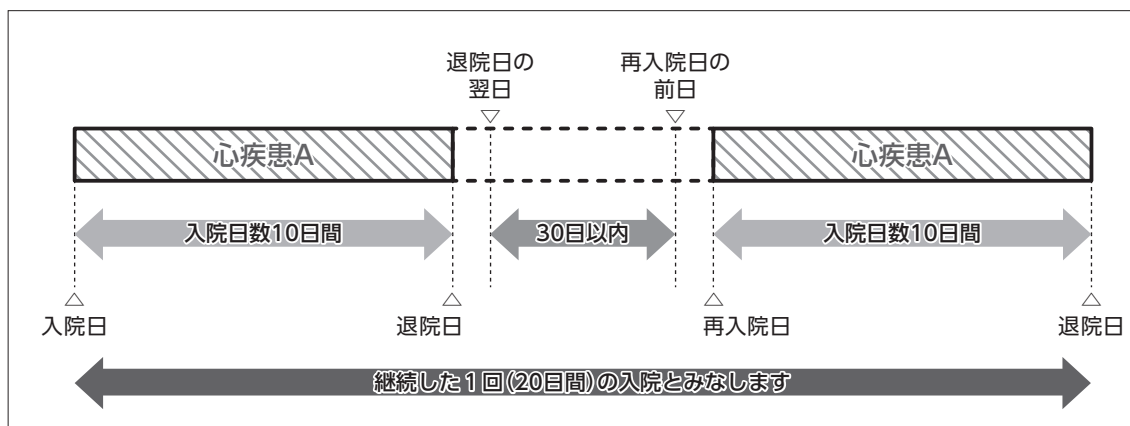 退院日の
翌日
再入院日の
前日
心疾患A
心疾患A
入院日数10日間
30日以内
入院日数10日間
入院日
退院日
再入院日
退院日
継続した1回(20日間)の入院とみなします